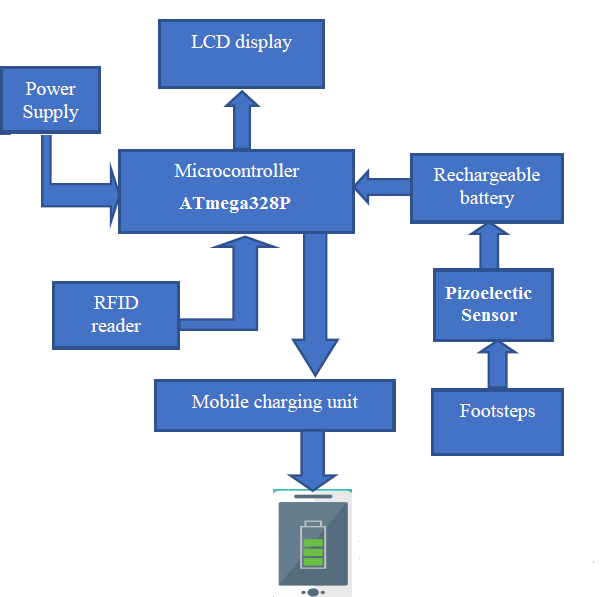 LCD display
Power
Supply
Microcontroller
ATmega328P
Rechargeable
battery
RFID
reader
Pizoelectic
Sensor
Mobile charging unit
Footsteps